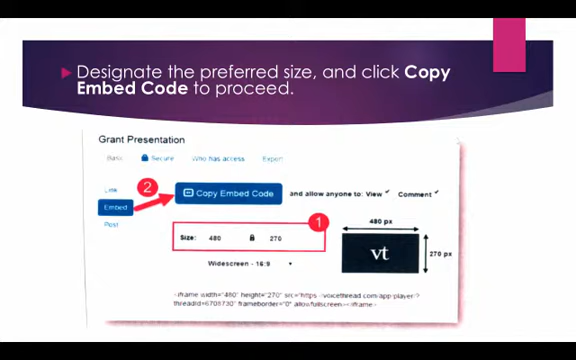 Designate the preferred size, and click Copy
Embed Code to proceed.
Grant Presentation
Basic Secure Who has access Export
Link
2
Copy Embed Code and allow anyone to: View Comment
Embed
Post
1
480 px
Size: 480 270
vt
270 px
Widescreen - 16:9
<iframe width="480" height="270" src="https://voicethread.com/app/player/?
threadId=6708730" frameborder="0" allowfullscreen></iframe>